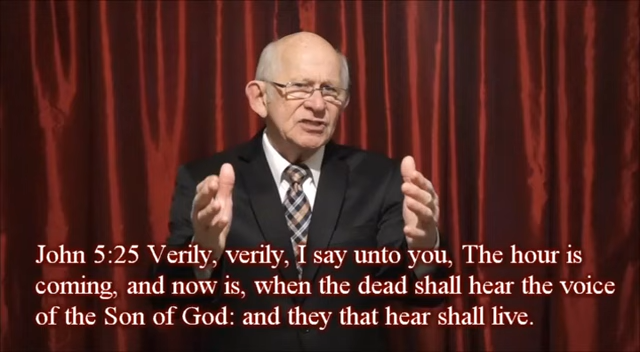 John 5:25 Verily, verily, I say unto you, The hour is
coming, and now is, when the dead shall hear the voice
of the Son of God: and they that hear shall live.